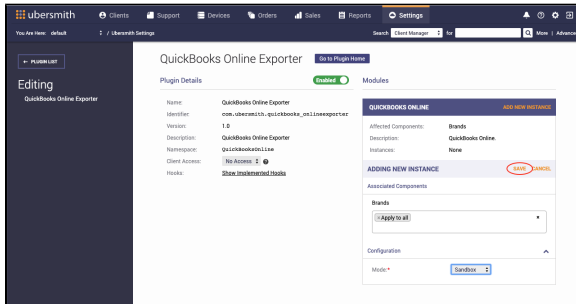 ubersmith
Clients
Support
Devices
Orders
Sales
Reports
Settings
You Are Here: default / Ubersmith Settings
Search Client Manager for
More | Advance
← PLUGIN LIST
Editing
QuickBooks Online Exporter
QuickBooks Online Exporter
Go to Plugin Home
Plugin Details
Enabled
Name: QuickBooks Online Exporter
Identifier: com.ubersmith.quickbooks_onlineexporter
Version: 1.0
Description: QuickBooks Online Exporter
Namespace: QuickBooksOnline
Client Access: No Access
Hooks: Show Implemented Hooks
Modules
QUICKBOOKS ONLINE ADD NEW INSTANCE
Affected Components: Brands
Description: QuickBooks Online.
Instances: None
ADDING NEW INSTANCE SAVE CANCEL
Associated Components
Brands
× Apply to all
Configuration
Mode:* Sandbox